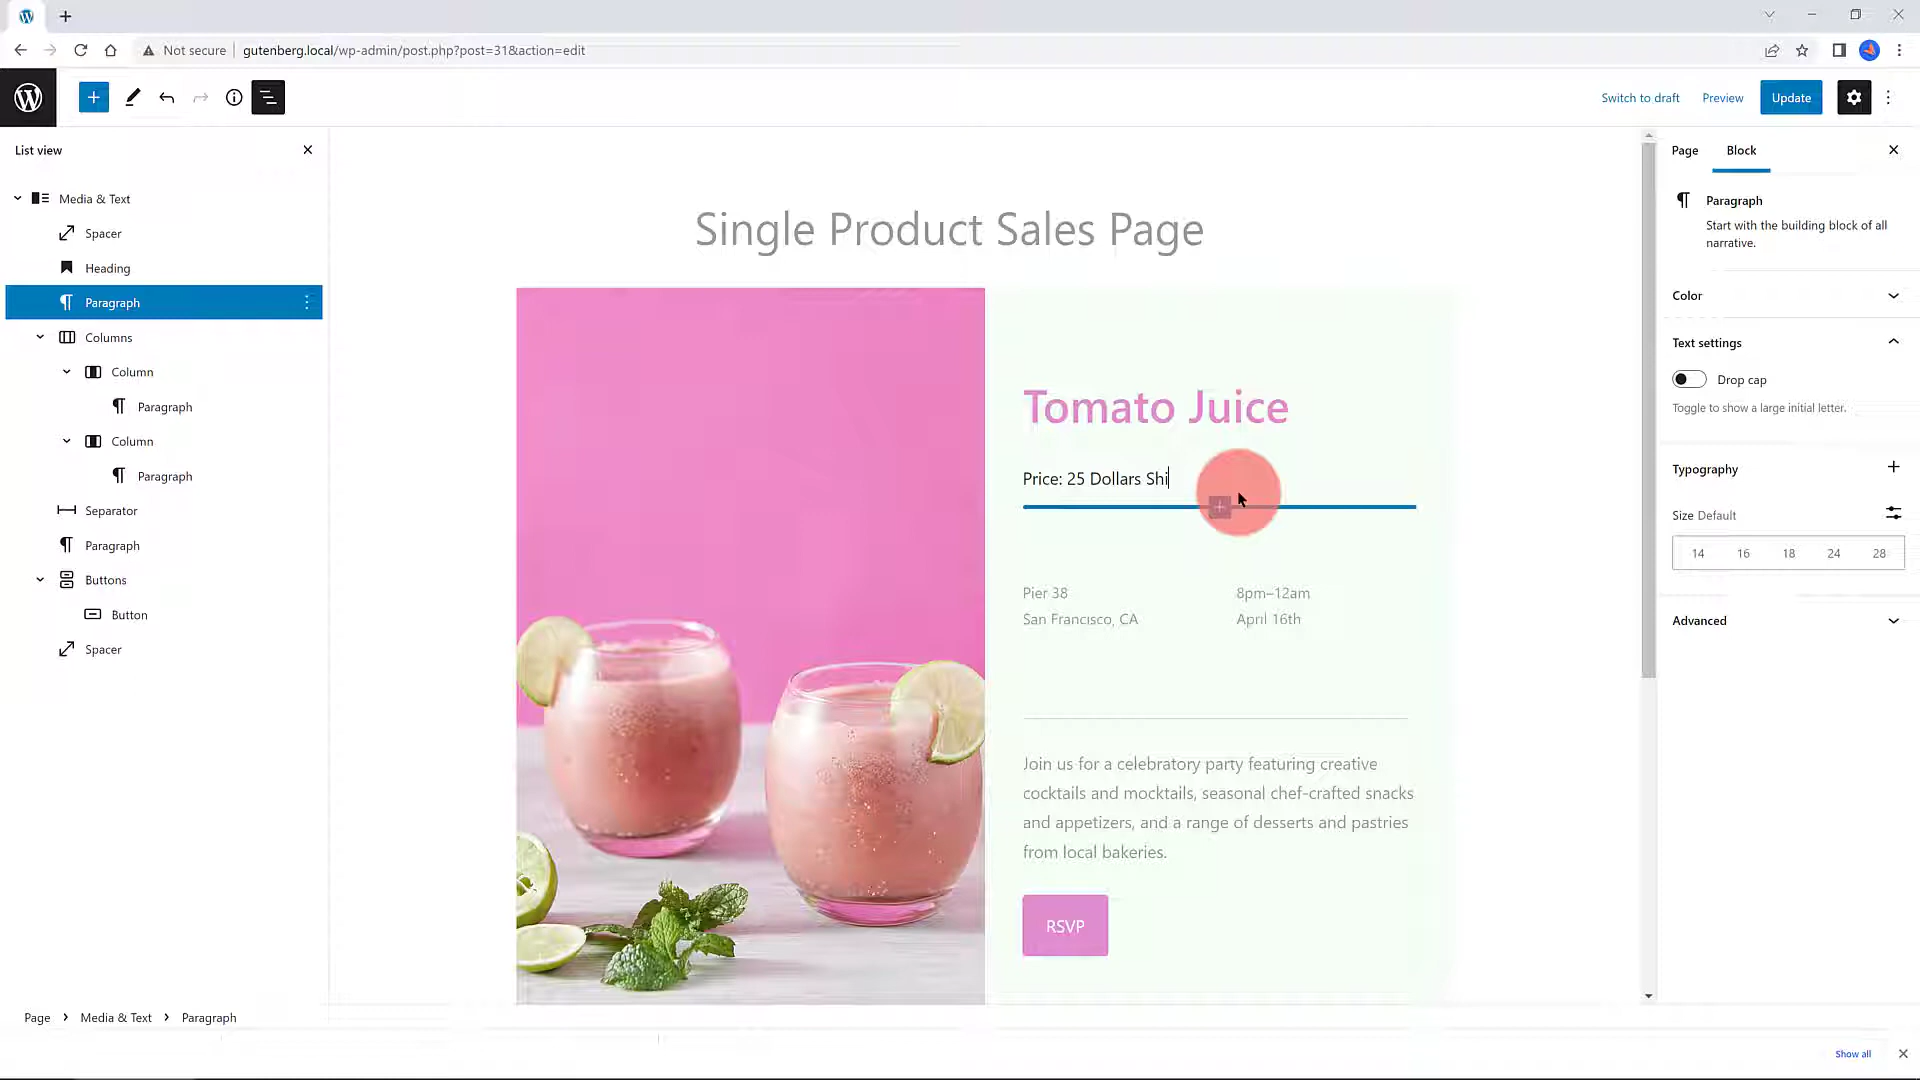 Not secure
gutenberg.local/wp-admin/post.php?post=31&action=edit
Switch to draft
Preview
Update
List view
Media & Text
Spacer
Heading
Paragraph
Columns
Column
Paragraph
Column
Paragraph
Separator
Paragraph
Buttons
Button
Spacer
Single Product Sales Page
Tomato Juice
Price: 25 Dollars Shi
Pier 38
San Francisco, CA
8pm–12am
April 16th
Join us for a celebratory party featuring creative
cocktails and mocktails, seasonal chef-crafted snacks
and appetizers, and a range of desserts and pastries
from local bakeries.
RSVP
Page
Block
Paragraph
Start with the building block of all
narrative.
Color
Text settings
Drop cap
Toggle to show a large initial letter.
Typography
Size Default
14 16 18 24 28
Advanced
Page > Media & Text > Paragraph
Show all